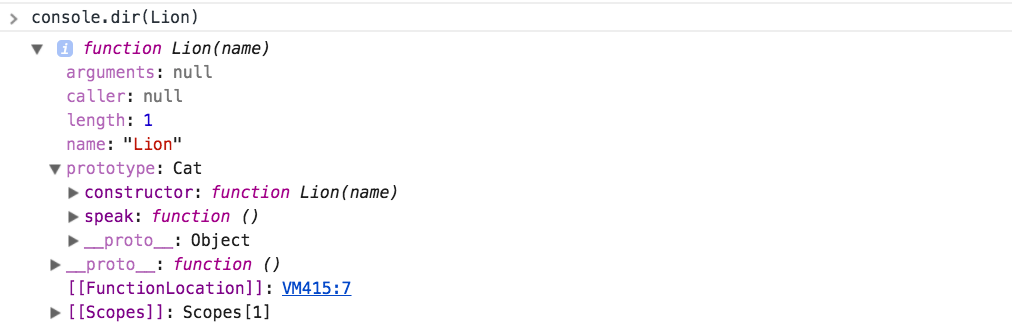 console.dir(Lion)
i function Lion(name)
arguments: null
caller: null
length: 1
name: "Lion"
prototype: Cat
constructor: function Lion(name)
speak: function ()
__proto__: Object
__proto__: function ()
[[FunctionLocation]]: VM415:7
[[Scopes]]: Scopes[1]